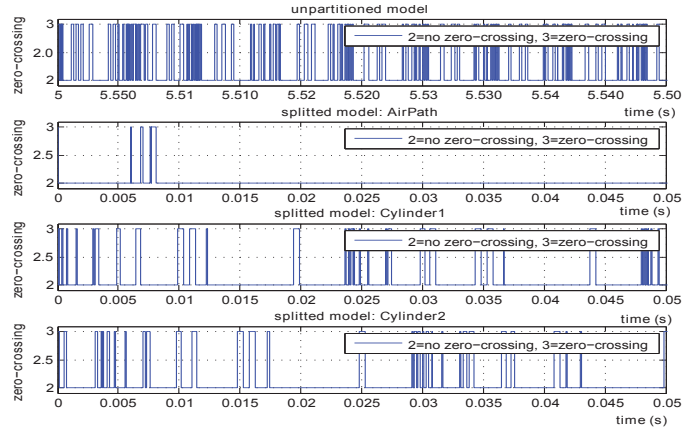 unpartitioned model
zero-crossing
3
2.0
2
2=no zero-crossing, 3=zero-crossing
5 5.550 5.51 5.510 5.52 5.520 5.53 5.530 5.54 5.540 5.50
time (s)
splitted model: AirPath
zero-crossing
3
2.5
2
2=no zero-crossing, 3=zero-crossing
0 0.005 0.01 0.015 0.02 0.025 0.03 0.035 0.04 0.045 0.05
time (s)
splitted model: Cylinder1
zero-crossing
3
2.5
2
2=no zero-crossing, 3=zero-crossing
0 0.005 0.01 0.015 0.02 0.025 0.03 0.035 0.04 0.045 0.05
time (s)
splitted model: Cylinder2
zero-crossing
3
2.5
2
2=no zero-crossing, 3=zero-crossing
0 0.005 0.01 0.015 0.02 0.025 0.03 0.035 0.04 0.045 0.05
time (s)